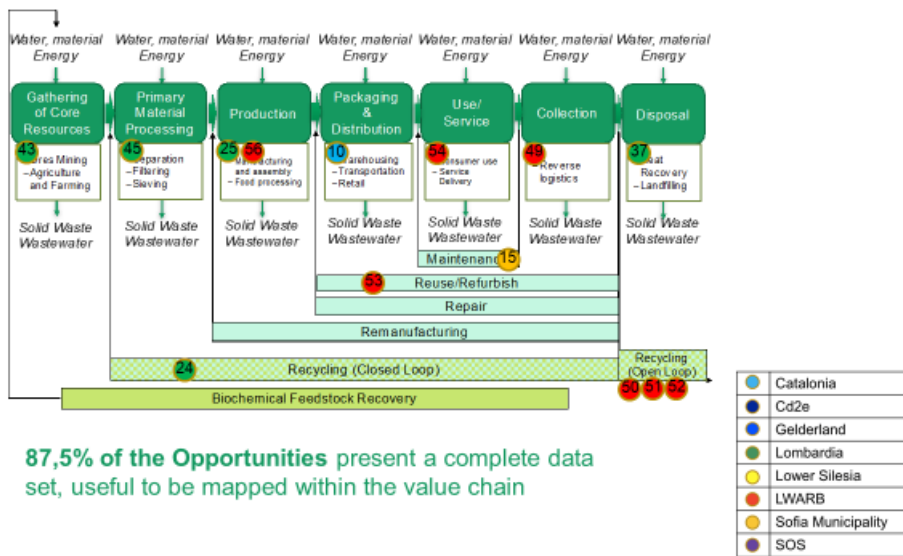 Water, material
Energy
Water, material
Energy
Water, material
Energy
Water, material
Energy
Water, material
Energy
Water, material
Energy
Water, material
Energy
Gathering
of Core
Resources
Primary
Material
Processing
Production
Packaging
&
Distribution
Use/
Service
Collection
Disposal
43
45
25
56
10
54
49
37
Mining
–Agriculture
and Farming
–Filtering
–Sieving
and assembly
– Food processing
–Transportation
–Retail
use
– Service
Delivery
– Reverse
logistics
Recovery
–Landfilling
Solid Waste
Wastewater
Solid Waste
Wastewater
Solid Waste
Wastewater
Solid Waste
Wastewater
Solid Waste
Wastewater
Solid Waste
Wastewater
Solid Waste
Wastewater
15
53
Reuse/Refurbish
Repair
Remanufacturing
24
Recycling (Closed Loop)
Recycling
(Open Loop)
50 51 52
Biochemical Feedstock Recovery
87,5% of the Opportunities present a complete data
set, useful to be mapped within the value chain
Catalonia
Cd2e
Gelderland
Lombardia
Lower Silesia
LWARB
Sofia Municipality
SOS